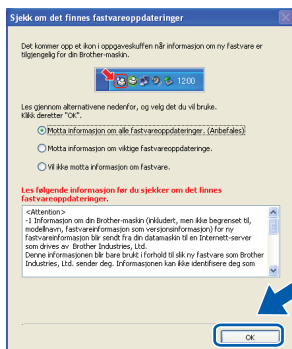 Sjekk om det finnes fastvareoppdateringer
Det kommer opp et ikon i oppgaveskuffen når informasjon om ny fastvare er
tilgjengelig for din Brother-maskin.
12:00
Les gjennom alternativene nedenfor, og velg det du vil bruke.
Klikk deretter "OK".
Motta informasjon om alle fastvareoppdateringer. (Anbefales)
Motta informasjon om viktige fastvareoppdateringe.
Vil ikke motta informasjon om fastvare.
Les følgende informasjon før du sjekker om det finnes
fastvareoppdateringer.
<Attention>
-1 Informasjon om din Brother-maskin (inkludert, men ikke begrenset til,
modellnavn, fastvareinformasjon som versjonsinformasjon) for ny
fastvareinformasjon blir sendt fra din datamaskin til en Internett-server
som drives av Brother Industries, Ltd.
Denne informasjonen blir bare brukt i forhold til slik ny fastvare som Brother
Industries, Ltd. sender deg. Informasjonen kan ikke identifisere deg som
OK